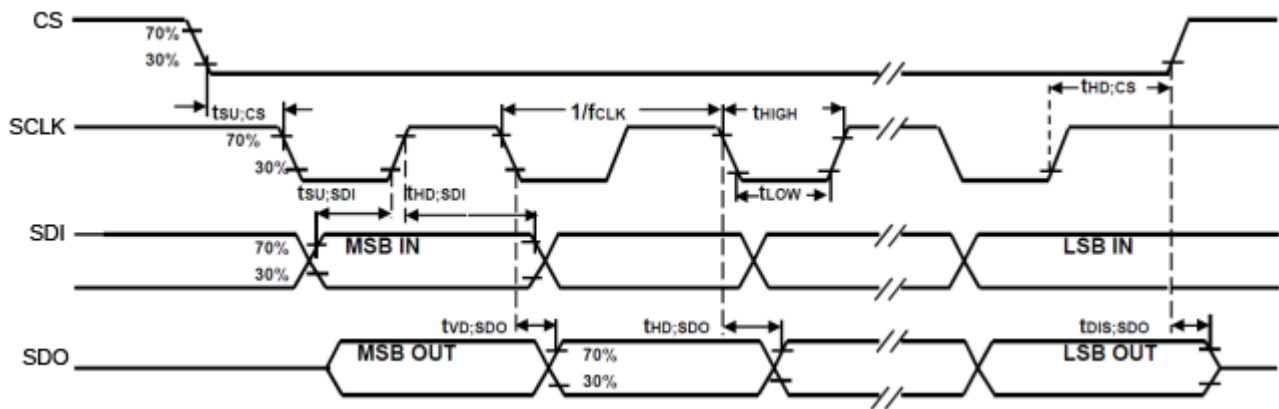 CS
70%
30%
tSU;CS
1/fCLK
tHIGH
tHD;CS
SCLK
70%
30%
tSU;SDI
tHD;SDI
tLOW
SDI
70%
30%
MSB IN
LSB IN
tVD;SDO
tHD;SDO
tDIS;SDO
SDO
MSB OUT
70%
30%
LSB OUT